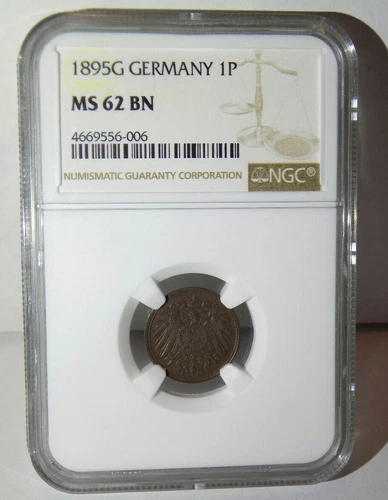 1895G GERMANY 1P
MS 62 BN
4669556-006
NUMISMATIC GUARANTY CORPORATION
NGC®